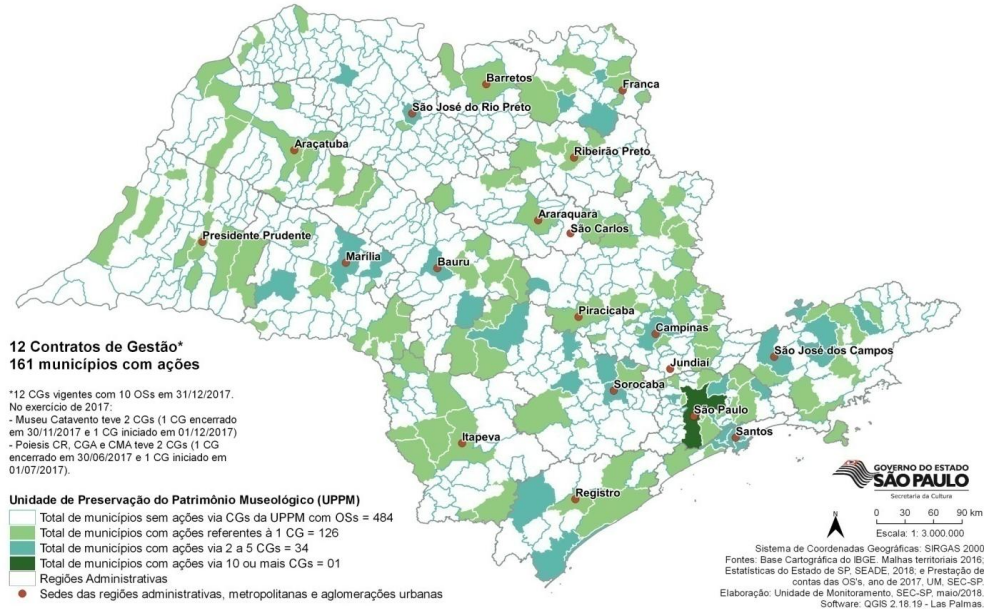 Barretos
Franca
São José do Rio Preto
Araçatuba
Ribeirão Preto
Araraquara
São Carlos
Presidente Prudente
Marília
Bauru
Piracicaba
Campinas
Jundiaí
São José dos Campos
Sorocaba
São Paulo
Santos
Itapeva
Registro
12 Contratos de Gestão*
161 municípios com ações
*12 CGs vigentes com 10 OSs em 31/12/2017.
No exercício de 2017:
- Museu Catavento teve 2 CGs (1 CG encerrado
em 30/11/2017 e 1 CG iniciado em 01/12/2017)
- Poiesis CR, CGA e CMA teve 2 CGs (1 CG
encerrado em 30/06/2017 e 1 CG iniciado em
01/07/2017).
Unidade de Preservação do Patrimônio Museológico (UPPM)
Total de municípios sem ações via CGs da UPPM com OSs = 484
Total de municípios com ações referentes à 1 CG = 126
Total de municípios com ações via 2 a 5 CGs = 34
Total de municípios com ações via 10 ou mais CGs = 01
Regiões Administrativas
Sedes das regiões administrativas, metropolitanas e aglomerações urbanas
GOVERNO DO ESTADO
SÃO PAULO
Secretaria da Cultura
N
0 30 60 90 km
Escala: 1: 3.000.000
Sistema de Coordenadas Geográficas: SIRGAS 2000
Fontes: Base Cartográfica do IBGE. Malhas territoriais 2016;
Estatísticas do Estado de SP, SEADE, 2018; e Prestação de
contas das OS's, ano de 2017, UM, SEC-SP.
Elaboração: Unidade de Monitoramento, SEC-SP, maio/2018.
Software: QGIS 2.18.19 - Las Palmas.